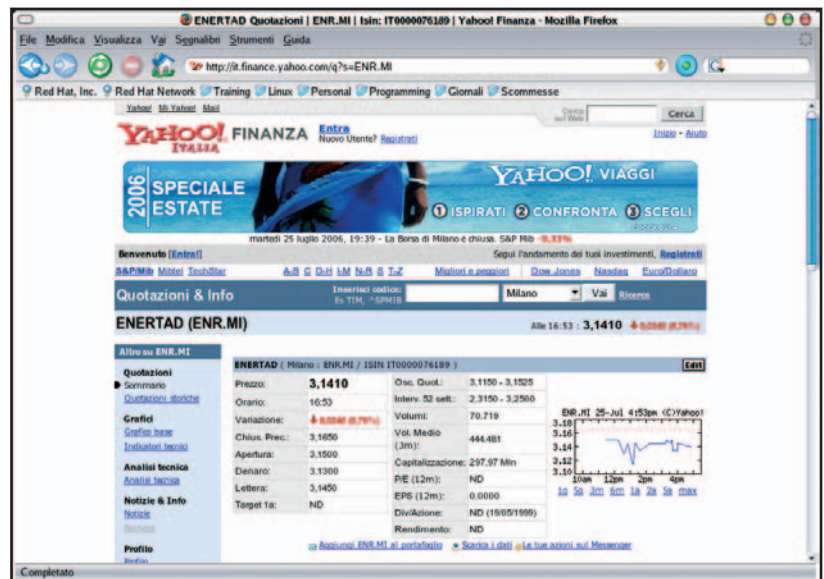 ENERTAD Quotazioni | ENR.MI | Isin: IT0000076189 | Yahoo! Finanza - Mozilla Firefox
File Modifica Visualizza Vai Segnalibri Strumenti Guida
http://it.finance.yahoo.com/q?s=ENR.MI
Red Hat, Inc. Red Hat Network Training Linux Personal Programming Giornali Scommesse
Yahoo! Mi Yahoo! Mail
Cerca sul Web Cerca
YAHOO! ITALIA FINANZA Entra
Nuovo Utente? Registrati
Inizio - Aiuto
2006 SPECIALE ESTATE
YAHOO! VIAGGI
1 ISPIRATI 2 CONFRONTA 3 SCEGLI
martedì 25 luglio 2006, 19:39 - La Borsa di Milano è chiusa. S&P Mib -0,33%
Benvenuto [Entra!] Segui l'andamento dei tuoi investimenti, Registrati
S&P/Mib Mibtel TechStar A-B C D-H I-M N-R S T-Z Migliori e peggiori Dow Jones Nasdaq Euro/Dollaro
Quotazioni & Info Inserisci codice: Milano Vai Ricerca
Es TIM, ^SPMIB
ENERTAD (ENR.MI) Alle 16:53 : 3,1410
Altro su ENR.MI
Quotazioni
Sommario
Quotazioni storiche
Grafici
Grafico base
Indicatori tecnici
Analisi tecnica
Analisi tecnica
Notizie & Info
Notizie
Profilo
Profilo
ENERTAD ( Milano : ENR.MI / ISIN IT0000076189 ) Edit
Prezzo: 3,1410
Orario: 16:53
Variazione:
Chius. Prec.: 3,1650
Apertura: 3,1500
Denaro: 3,1300
Lettera: 3,1450
Target 1a: ND
Osc. Quot.: 3,1150 - 3,1525
Interv. 52 sett.: 2,3150 - 3,2500
Volumi: 70.719
Vol. Medio (3m): 444.481
Capitalizzazione: 297,97 Mln
P/E (12m): ND
EPS (12m): 0,0000
Div/Azione: ND (19/05/1999)
Rendimento: ND
ENR.MI 25-Jul 4:53pm (C)Yahoo!
3.18
3.16
3.14
3.12
3.10
10am 12pm 2pm 4pm
1g 5g 3m 6m 1a 2a 5a max
Aggiungi ENR.MI al portafoglio Scarica i dati Le tue azioni sul Messenger
Completato